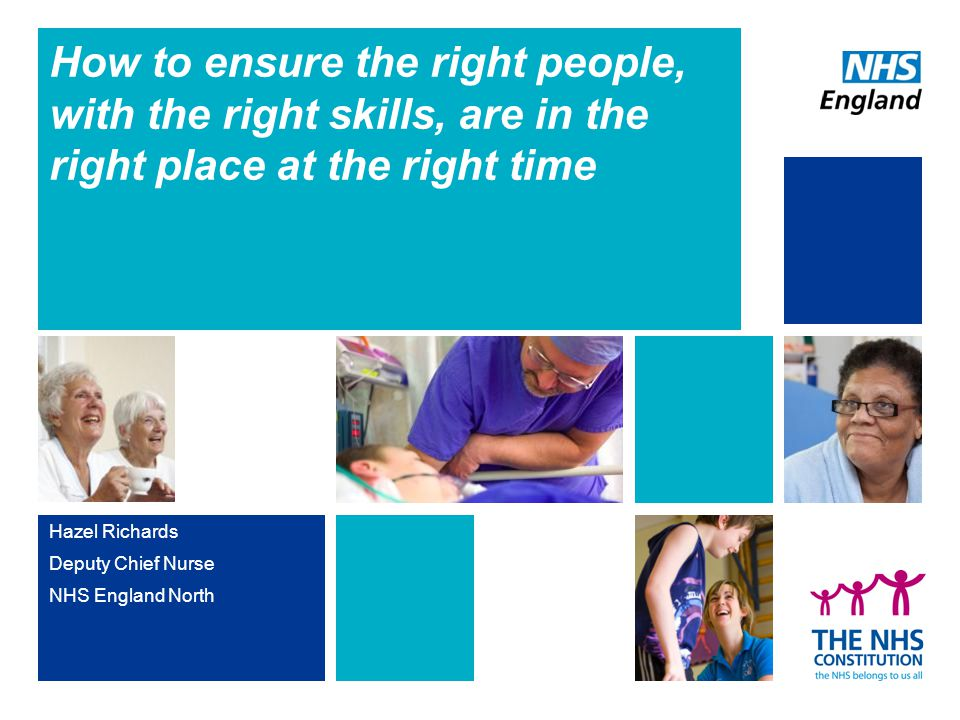 How to ensure the right people,
with the right skills, are in the
right place at the right time
NHS
England
Hazel Richards
Deputy Chief Nurse
NHS England North
THE NHS
CONSTITUTION
the NHS belongs to us all